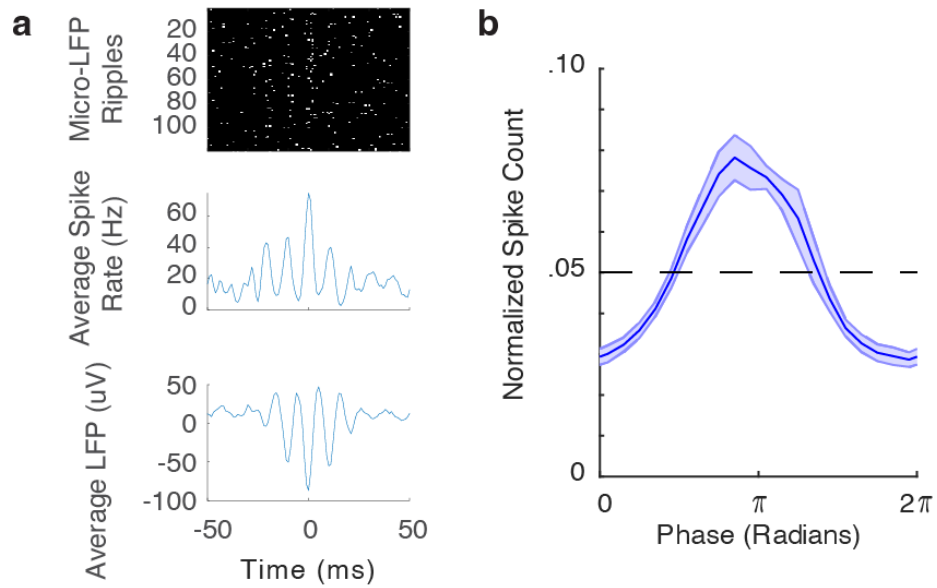 a
Micro-LFP
Ripples
20
40
60
80
100
Average Spike
Rate (Hz)
60
40
20
0
Average LFP (uV)
50
0
-50
-100
-50
0
50
Time (ms)
b
Normalized Spike Count
.10
.05
0
0
π
2π
Phase (Radians)